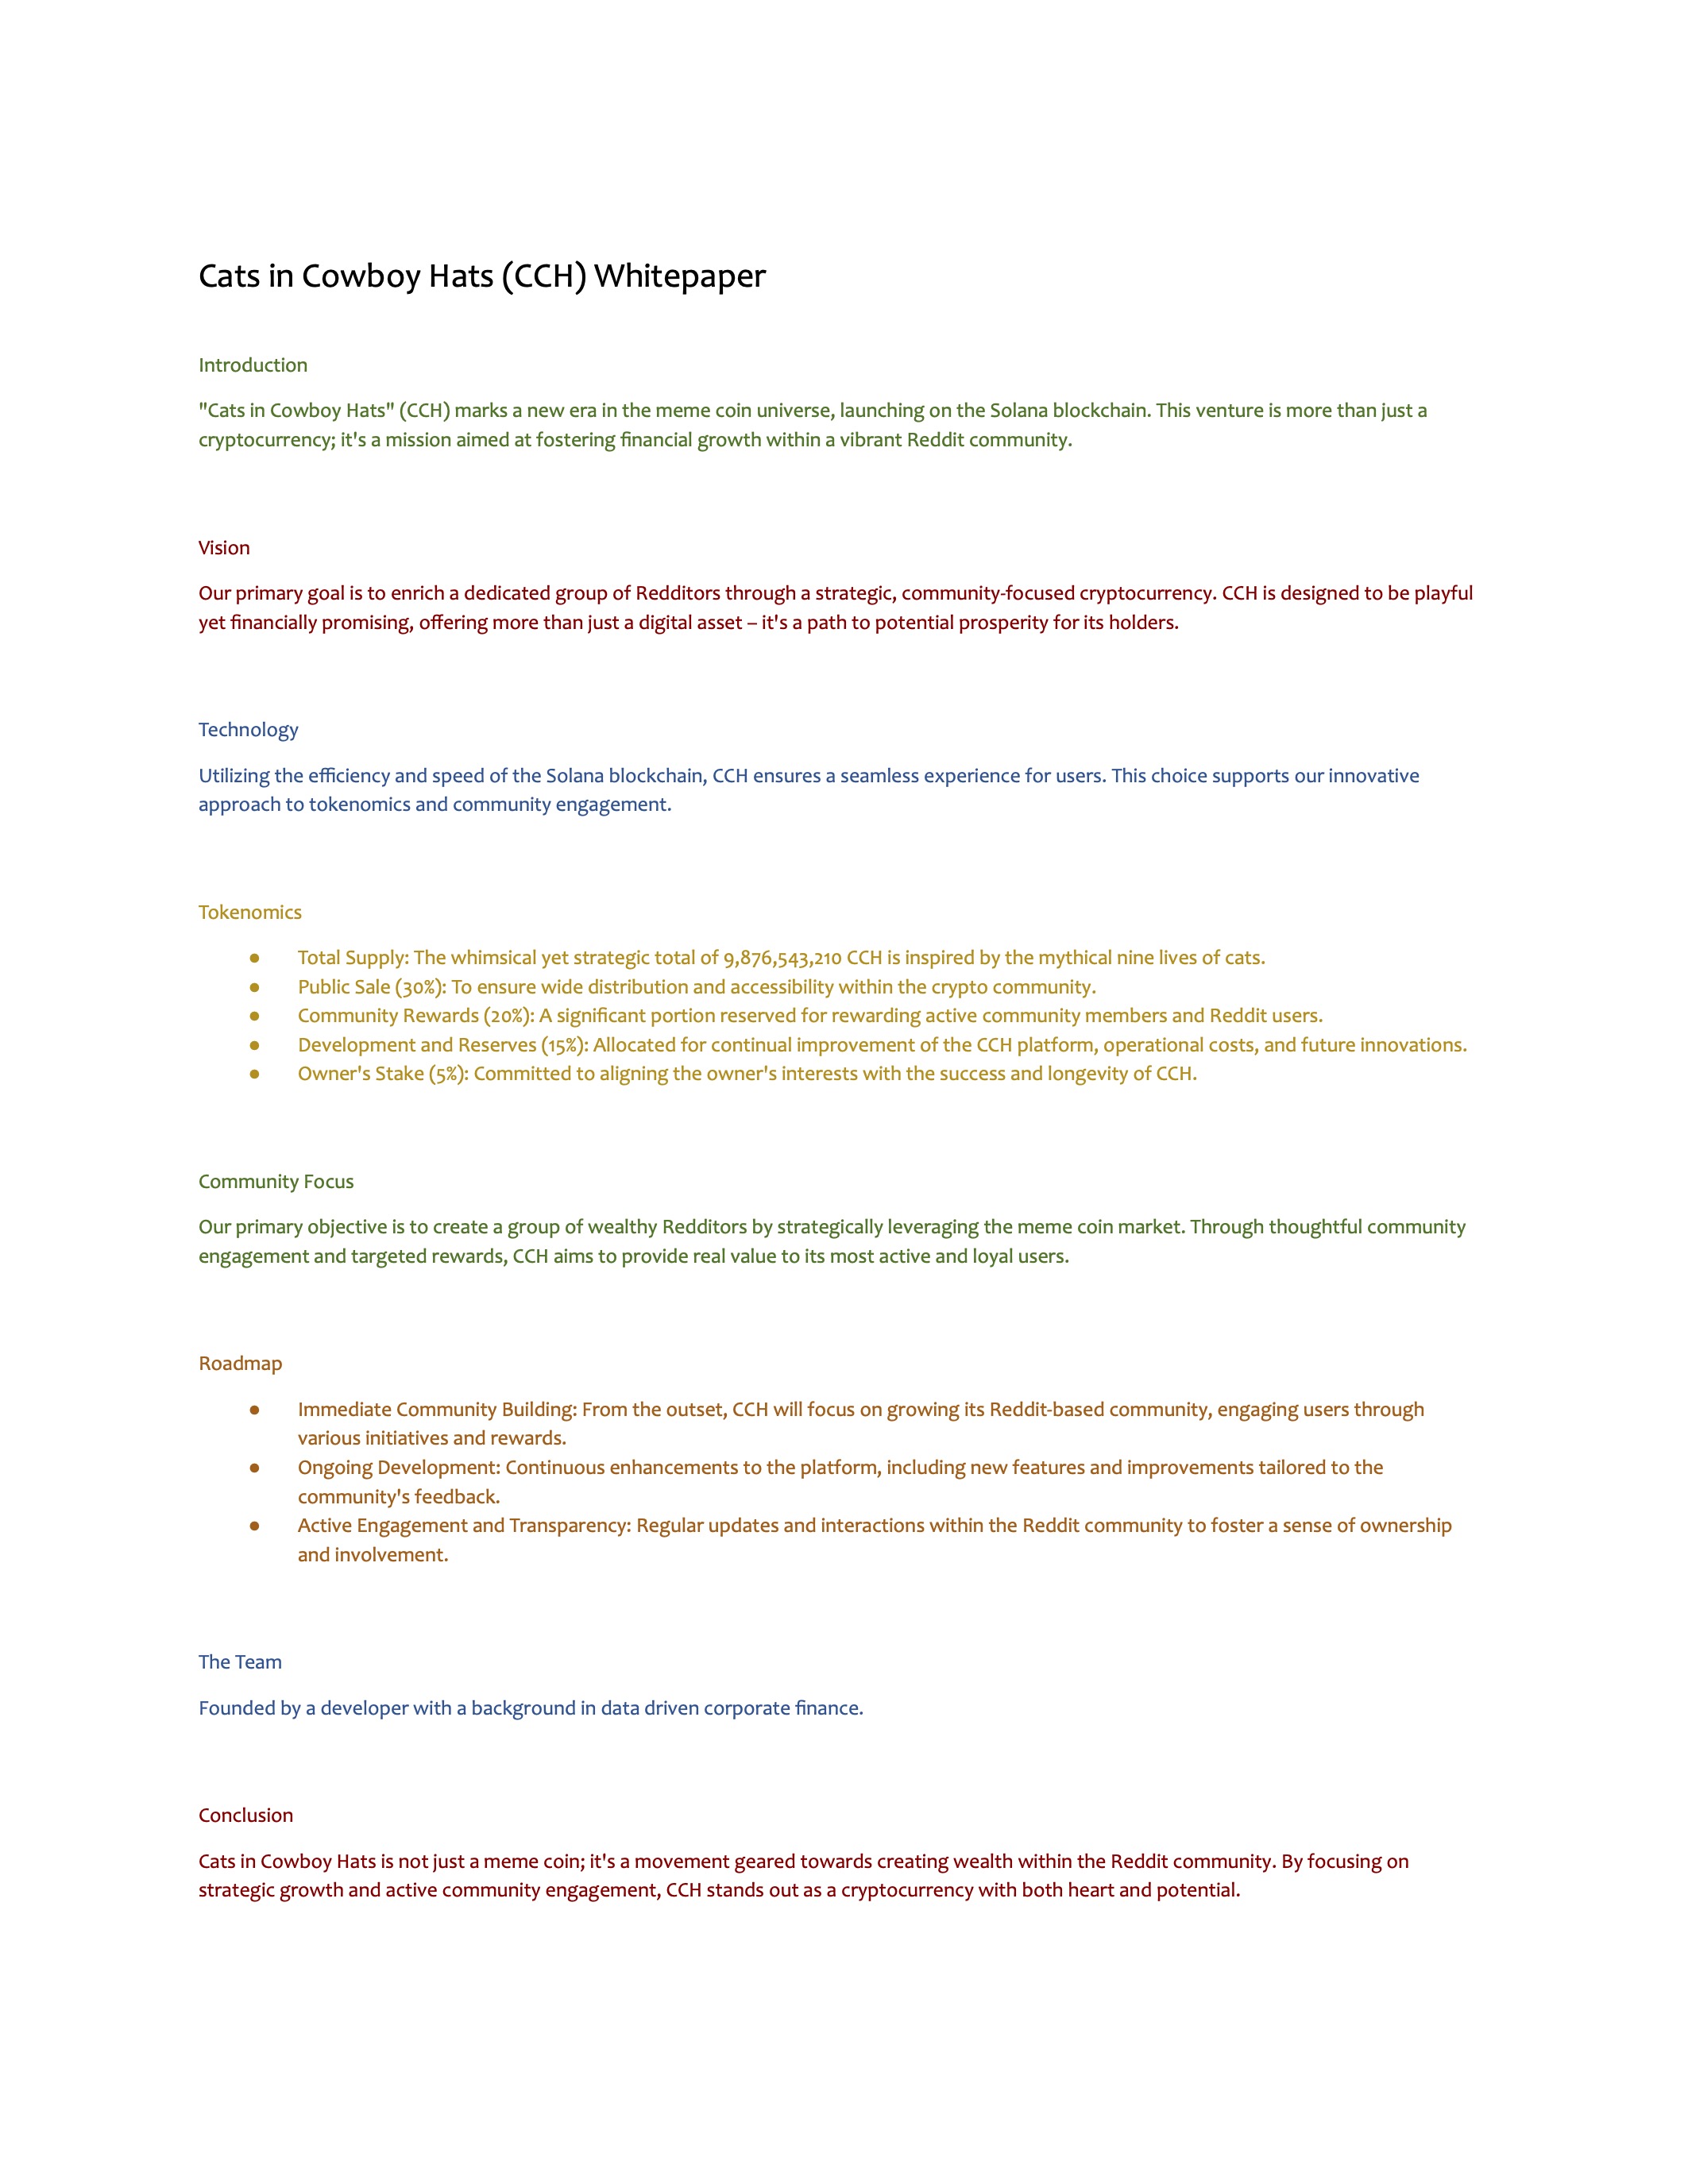 Cats in Cowboy Hats (CCH) Whitepaper
Introduction
"Cats in Cowboy Hats" (CCH) marks a new era in the meme coin universe, launching on the Solana blockchain. This venture is more than just a
cryptocurrency; it's a mission aimed at fostering financial growth within a vibrant Reddit community.
Vision
Our primary goal is to enrich a dedicated group of Redditors through a strategic, community-focused cryptocurrency. CCH is designed to be playful
yet financially promising, offering more than just a digital asset – it's a path to potential prosperity for its holders.
Technology
Utilizing the efficiency and speed of the Solana blockchain, CCH ensures a seamless experience for users. This choice supports our innovative
approach to tokenomics and community engagement.
Tokenomics
● Total Supply: The whimsical yet strategic total of 9,876,543,210 CCH is inspired by the mythical nine lives of cats.
● Public Sale (30%): To ensure wide distribution and accessibility within the crypto community.
● Community Rewards (20%): A significant portion reserved for rewarding active community members and Reddit users.
● Development and Reserves (15%): Allocated for continual improvement of the CCH platform, operational costs, and future innovations.
● Owner's Stake (5%): Committed to aligning the owner's interests with the success and longevity of CCH.
Community Focus
Our primary objective is to create a group of wealthy Redditors by strategically leveraging the meme coin market. Through thoughtful community
engagement and targeted rewards, CCH aims to provide real value to its most active and loyal users.
Roadmap
● Immediate Community Building: From the outset, CCH will focus on growing its Reddit-based community, engaging users through
various initiatives and rewards.
● Ongoing Development: Continuous enhancements to the platform, including new features and improvements tailored to the
community's feedback.
● Active Engagement and Transparency: Regular updates and interactions within the Reddit community to foster a sense of ownership
and involvement.
The Team
Founded by a developer with a background in data driven corporate finance.
Conclusion
Cats in Cowboy Hats is not just a meme coin; it's a movement geared towards creating wealth within the Reddit community. By focusing on
strategic growth and active community engagement, CCH stands out as a cryptocurrency with both heart and potential.